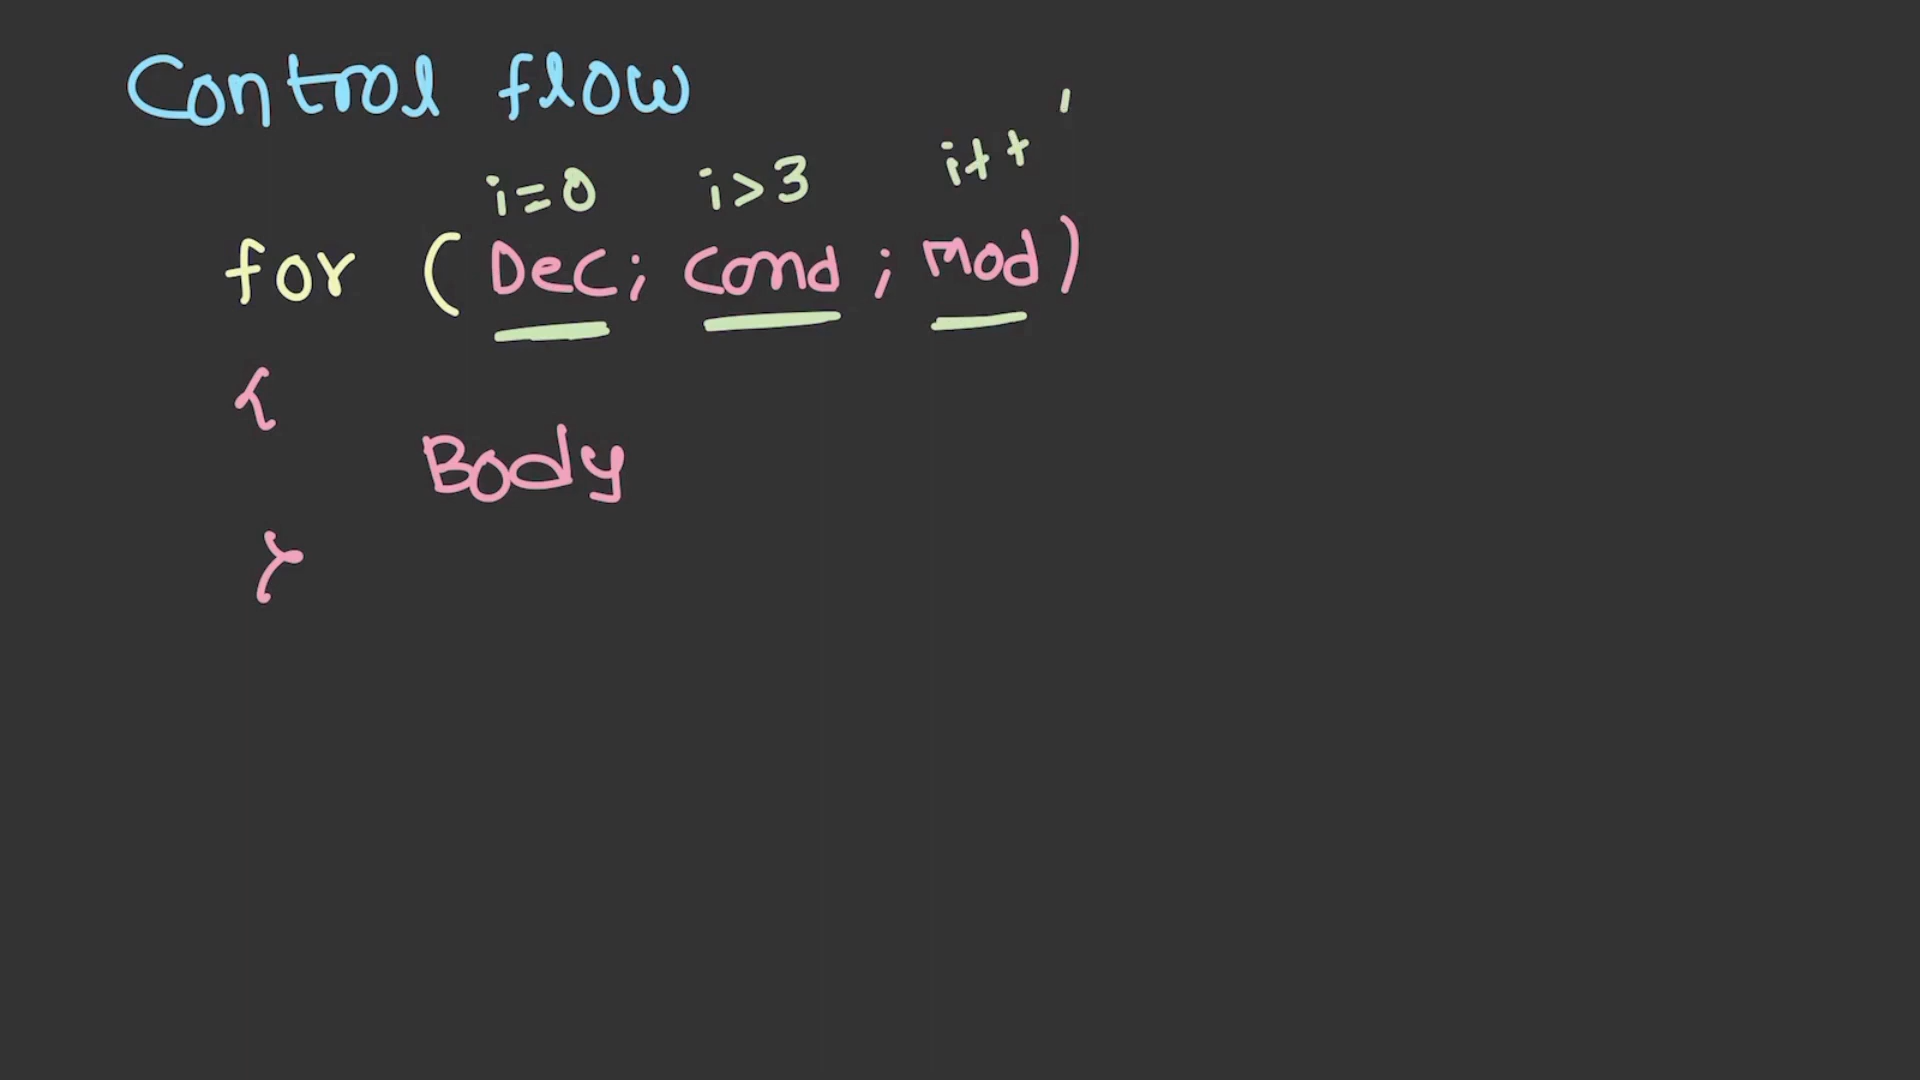 Control flow
i=0 i>3 i++
for ( Dec; Cond ; Mod )
{
Body
}